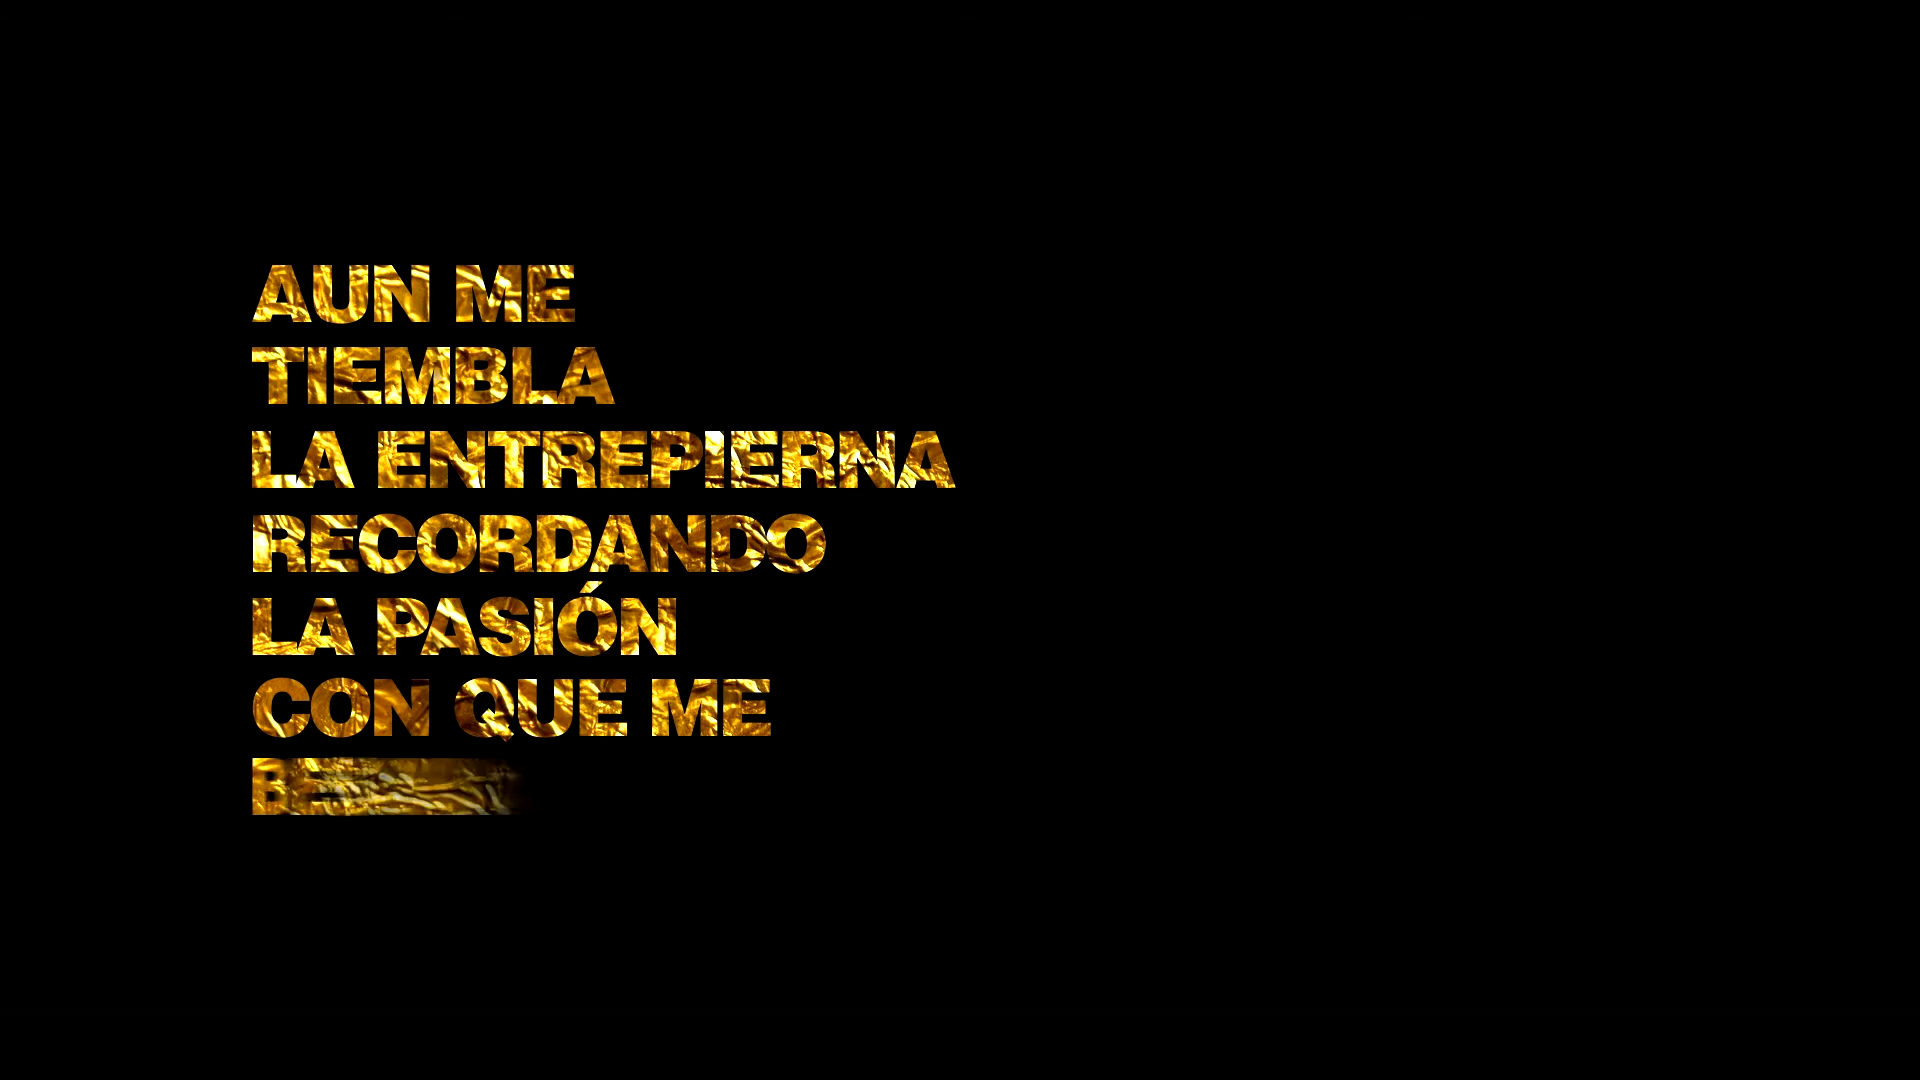 AUN ME
TIEMBLA
LA ENTREPIERNA
RECORDANDO
LA PASIÓN
CON QUE ME